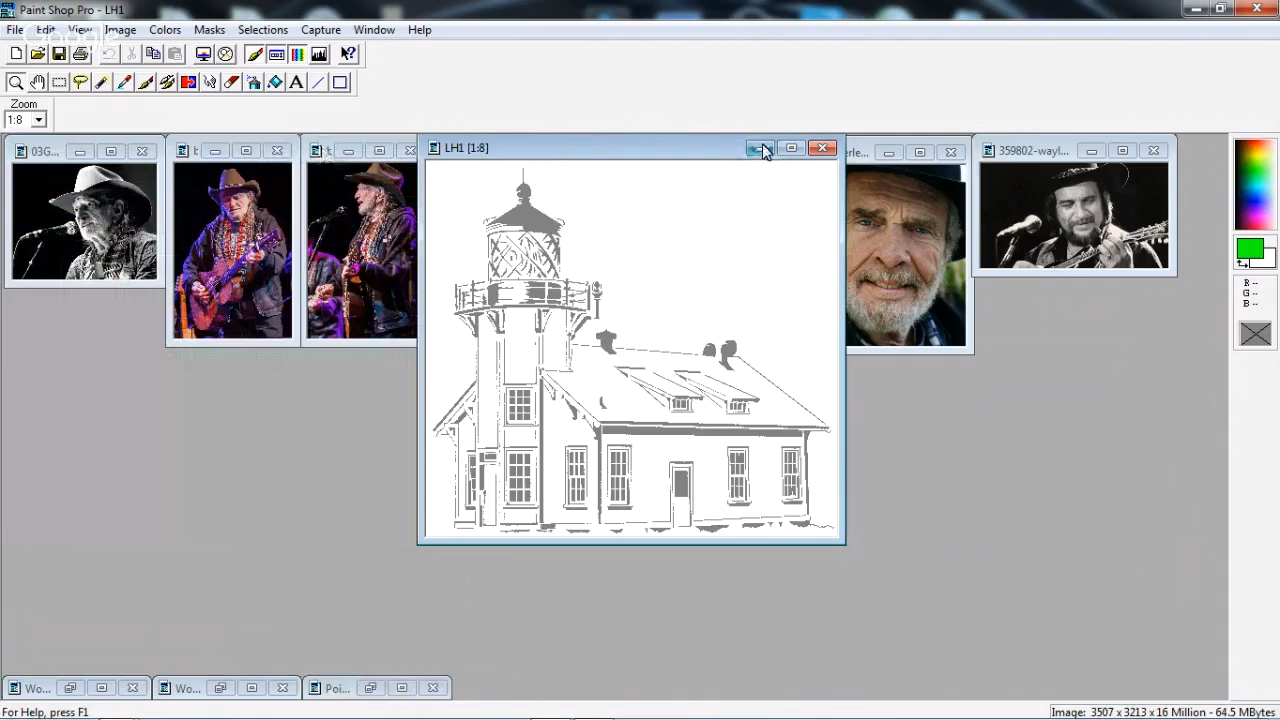 Paint Shop Pro - LH1
File Edit View Image Colors Masks Selections Capture Window Help
Google
Zoom
1:8
03G...
LH1 [1:8]
erle...
359802-wayl...
R --
G --
B --
Wo...
Wo...
Poi...
For Help, press F1
Image: 3507 x 3213 x 16 Million - 64.5 MBytes